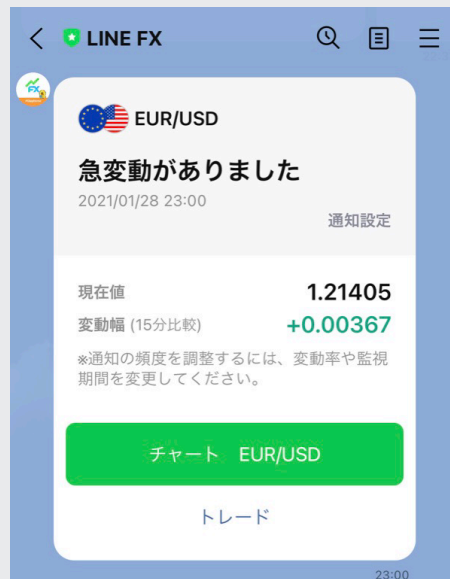 LINE FX
EUR/USD
急変動がありました
2021/01/28 23:00
通知設定
現在値 1.21405
変動幅 (15分比較) +0.00367
※通知の頻度を調整するには、変動率や監視
期間を変更してください。
チャート EUR/USD
トレード
23:00